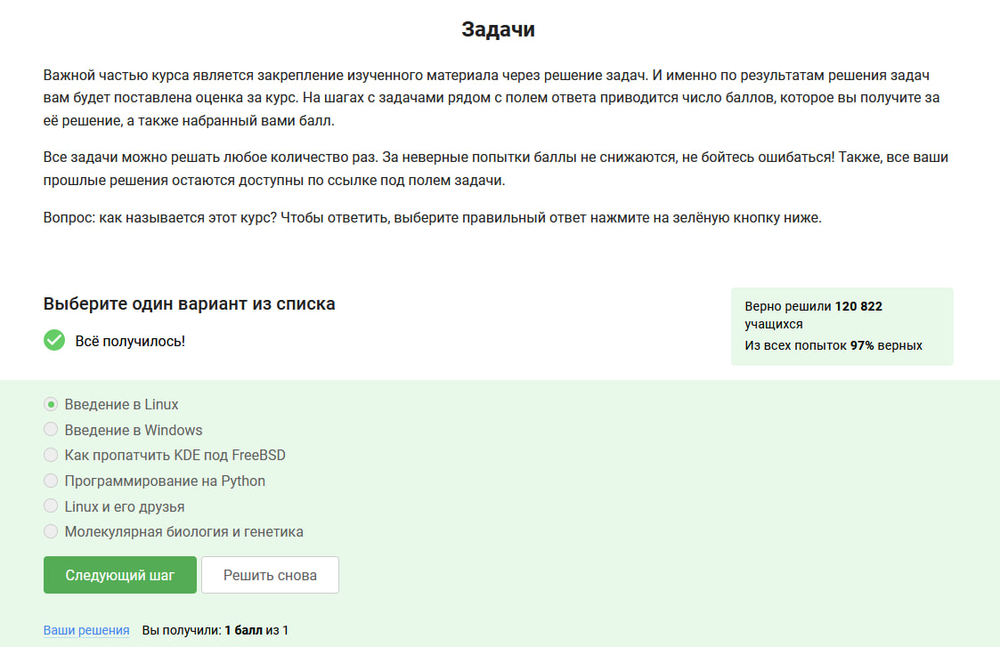 Задачи
Важной частью курса является закрепление изученного материала через решение задач. И именно по результатам решения задач
вам будет поставлена оценка за курс. На шагах с задачами рядом с полем ответа приводится число баллов, которое вы получите за
её решение, а также набранный вами балл.
Все задачи можно решать любое количество раз. За неверные попытки баллы не снижаются, не бойтесь ошибаться! Также, все ваши
прошлые решения остаются доступны по ссылке под полем задачи.
Вопрос: как называется этот курс? Чтобы ответить, выберите правильный ответ нажмите на зелёную кнопку ниже.
Выберите один вариант из списка
Всё получилось!
Верно решили 120 822
учащихся
Из всех попыток 97% верных
Введение в Linux
Введение в Windows
Как пропатчить KDE под FreeBSD
Программирование на Python
Linux и его друзья
Молекулярная биология и генетика
Следующий шаг
Решить снова
Ваши решения Вы получили: 1 балл из 1